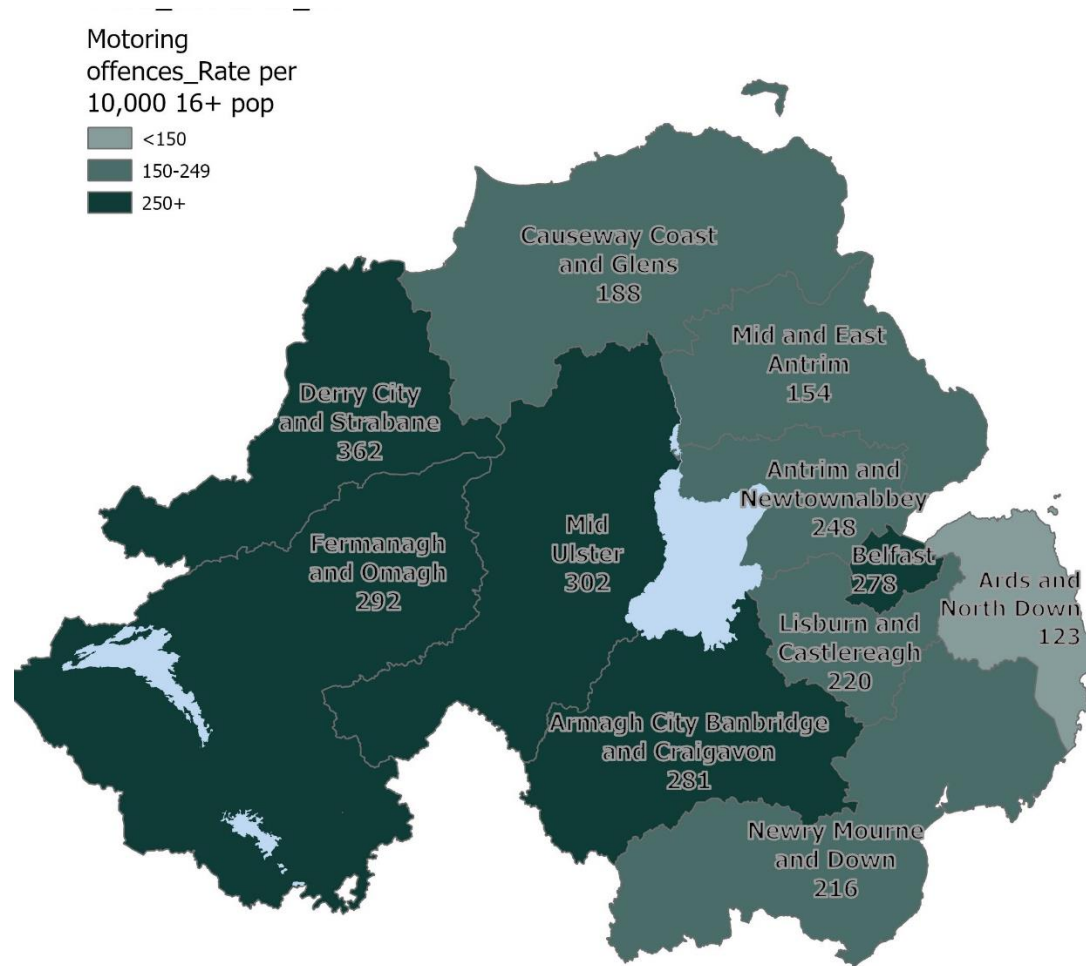 Motoring
offences_Rate per
10,000 16+ pop
<150
150-249
250+
Causeway Coast
and Glens
188
Mid and East
Antrim
154
Derry City
and Strabane
362
Antrim and
Newtownabbey
248
Fermanagh
and Omagh
292
Mid
Ulster
302
Belfast
278
Ards and
North Down
123
Lisburn and
Castlereagh
220
Armagh City Banbridge
and Craigavon
281
Newry Mourne
and Down
216